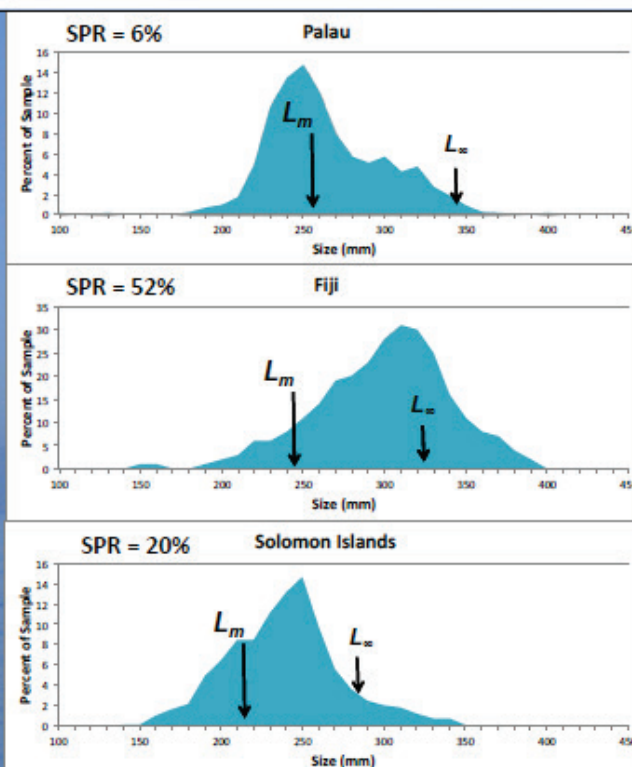 SPR = 6%
Palau
Percent of Sample
16
14
12
10
8
6
4
2
0
Lm
L∞
100 150 200 250 300 350 400 45
Size (mm)
SPR = 52%
Fiji
Percent of Sample
35
30
25
20
15
10
5
0
Lm
L∞
100 150 200 250 300 350 400 45
Size (mm)
SPR = 20%
Solomon Islands
Percent of Sample
16
14
12
10
8
6
4
2
0
Lm
L∞
100 150 200 250 300 350 400 45
Size (mm)